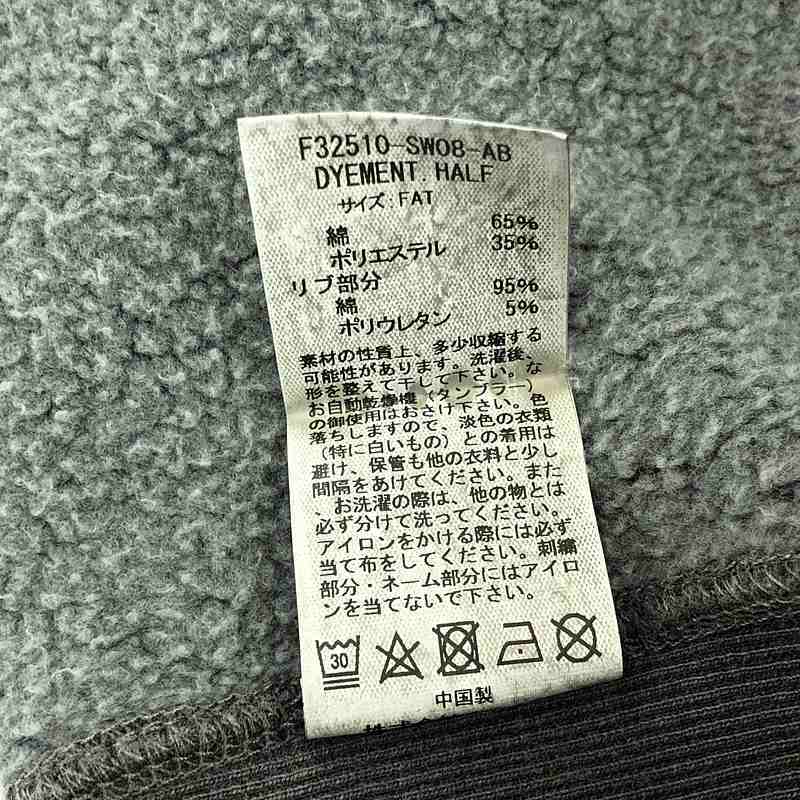 F32510-SW08-AB
DYEMENT.HALF
サイズ:FAT
綿 65%
ポリエステル 35%
リブ部分
綿 95%
ポリウレタン 5%
素材の性質上、多少収縮する
可能性があります。洗濯後、
形を整えて干して下さい。な
お自動乾燥機（タンブラー）
の御使用はおさけ下さい。色
落ちしますので、淡色の衣類
（特に白いもの）との着用は
避け、保管も他の衣料と少し
間隔をあけてください。また
、お洗濯の際は、他の物とは
必ず分けて洗ってください。
アイロンをかける際には必ず
当て布をしてください。刺繍
部分・ネーム部分にはアイロ
ンを当てないで下さい。
30
中国製